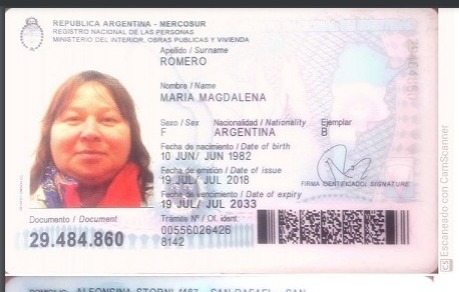 REPUBLICA ARGENTINA - MERCOSUR
REGISTRO NACIONAL DE LAS PERSONAS
MINISTERIO DEL INTERIOR, OBRAS PUBLICAS Y VIVIENDA
Apellido / Surname
ROMERO
Nombre / Name
MARIA MAGDALENA
Sexo / Sex Nacionalidad / Nationality Ejemplar
F ARGENTINA B
Fecha de nacimiento / Date of birth
10 JUN/ JUN 1982
Fecha de emisión / Date of issue
19 JUL/ JUL 2018
Fecha de vencimiento / Date of expiry
19 JUL/ JUL 2033
FIRMA IDENTIFICADO/ SIGNATURE
Documento / Document
29.484.860
Trámite Nº / Of. ident.
00556026426
8142
ALFONSINA STORNI SAN RAFAEL - SAN
CS Escaneado con CamScanner